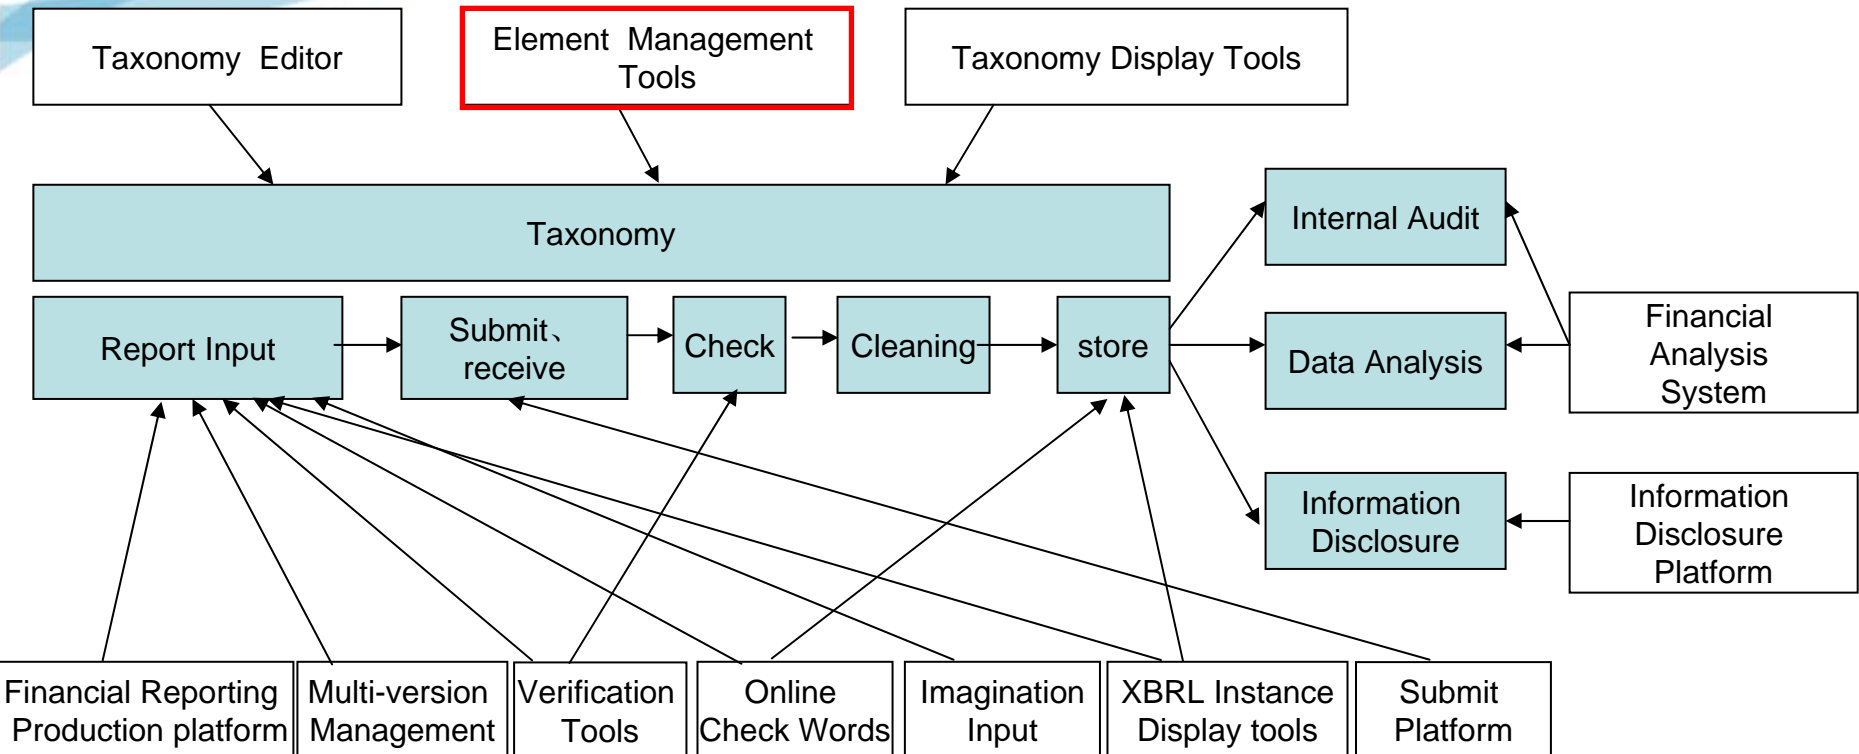 Taxonomy Editor
Element Management
Tools
Taxonomy Display Tools
Taxonomy
Internal Audit
Report Input
Submit、
receive
Check
Cleaning
store
Data Analysis
Financial
Analysis
System
Information
Disclosure
Information
Disclosure
Platform
Financial Reporting
Production platform
Multi-version
Management
Verification
Tools
Online
Check Words
Imagination
Input
XBRL Instance
Display tools
Submit
Platform